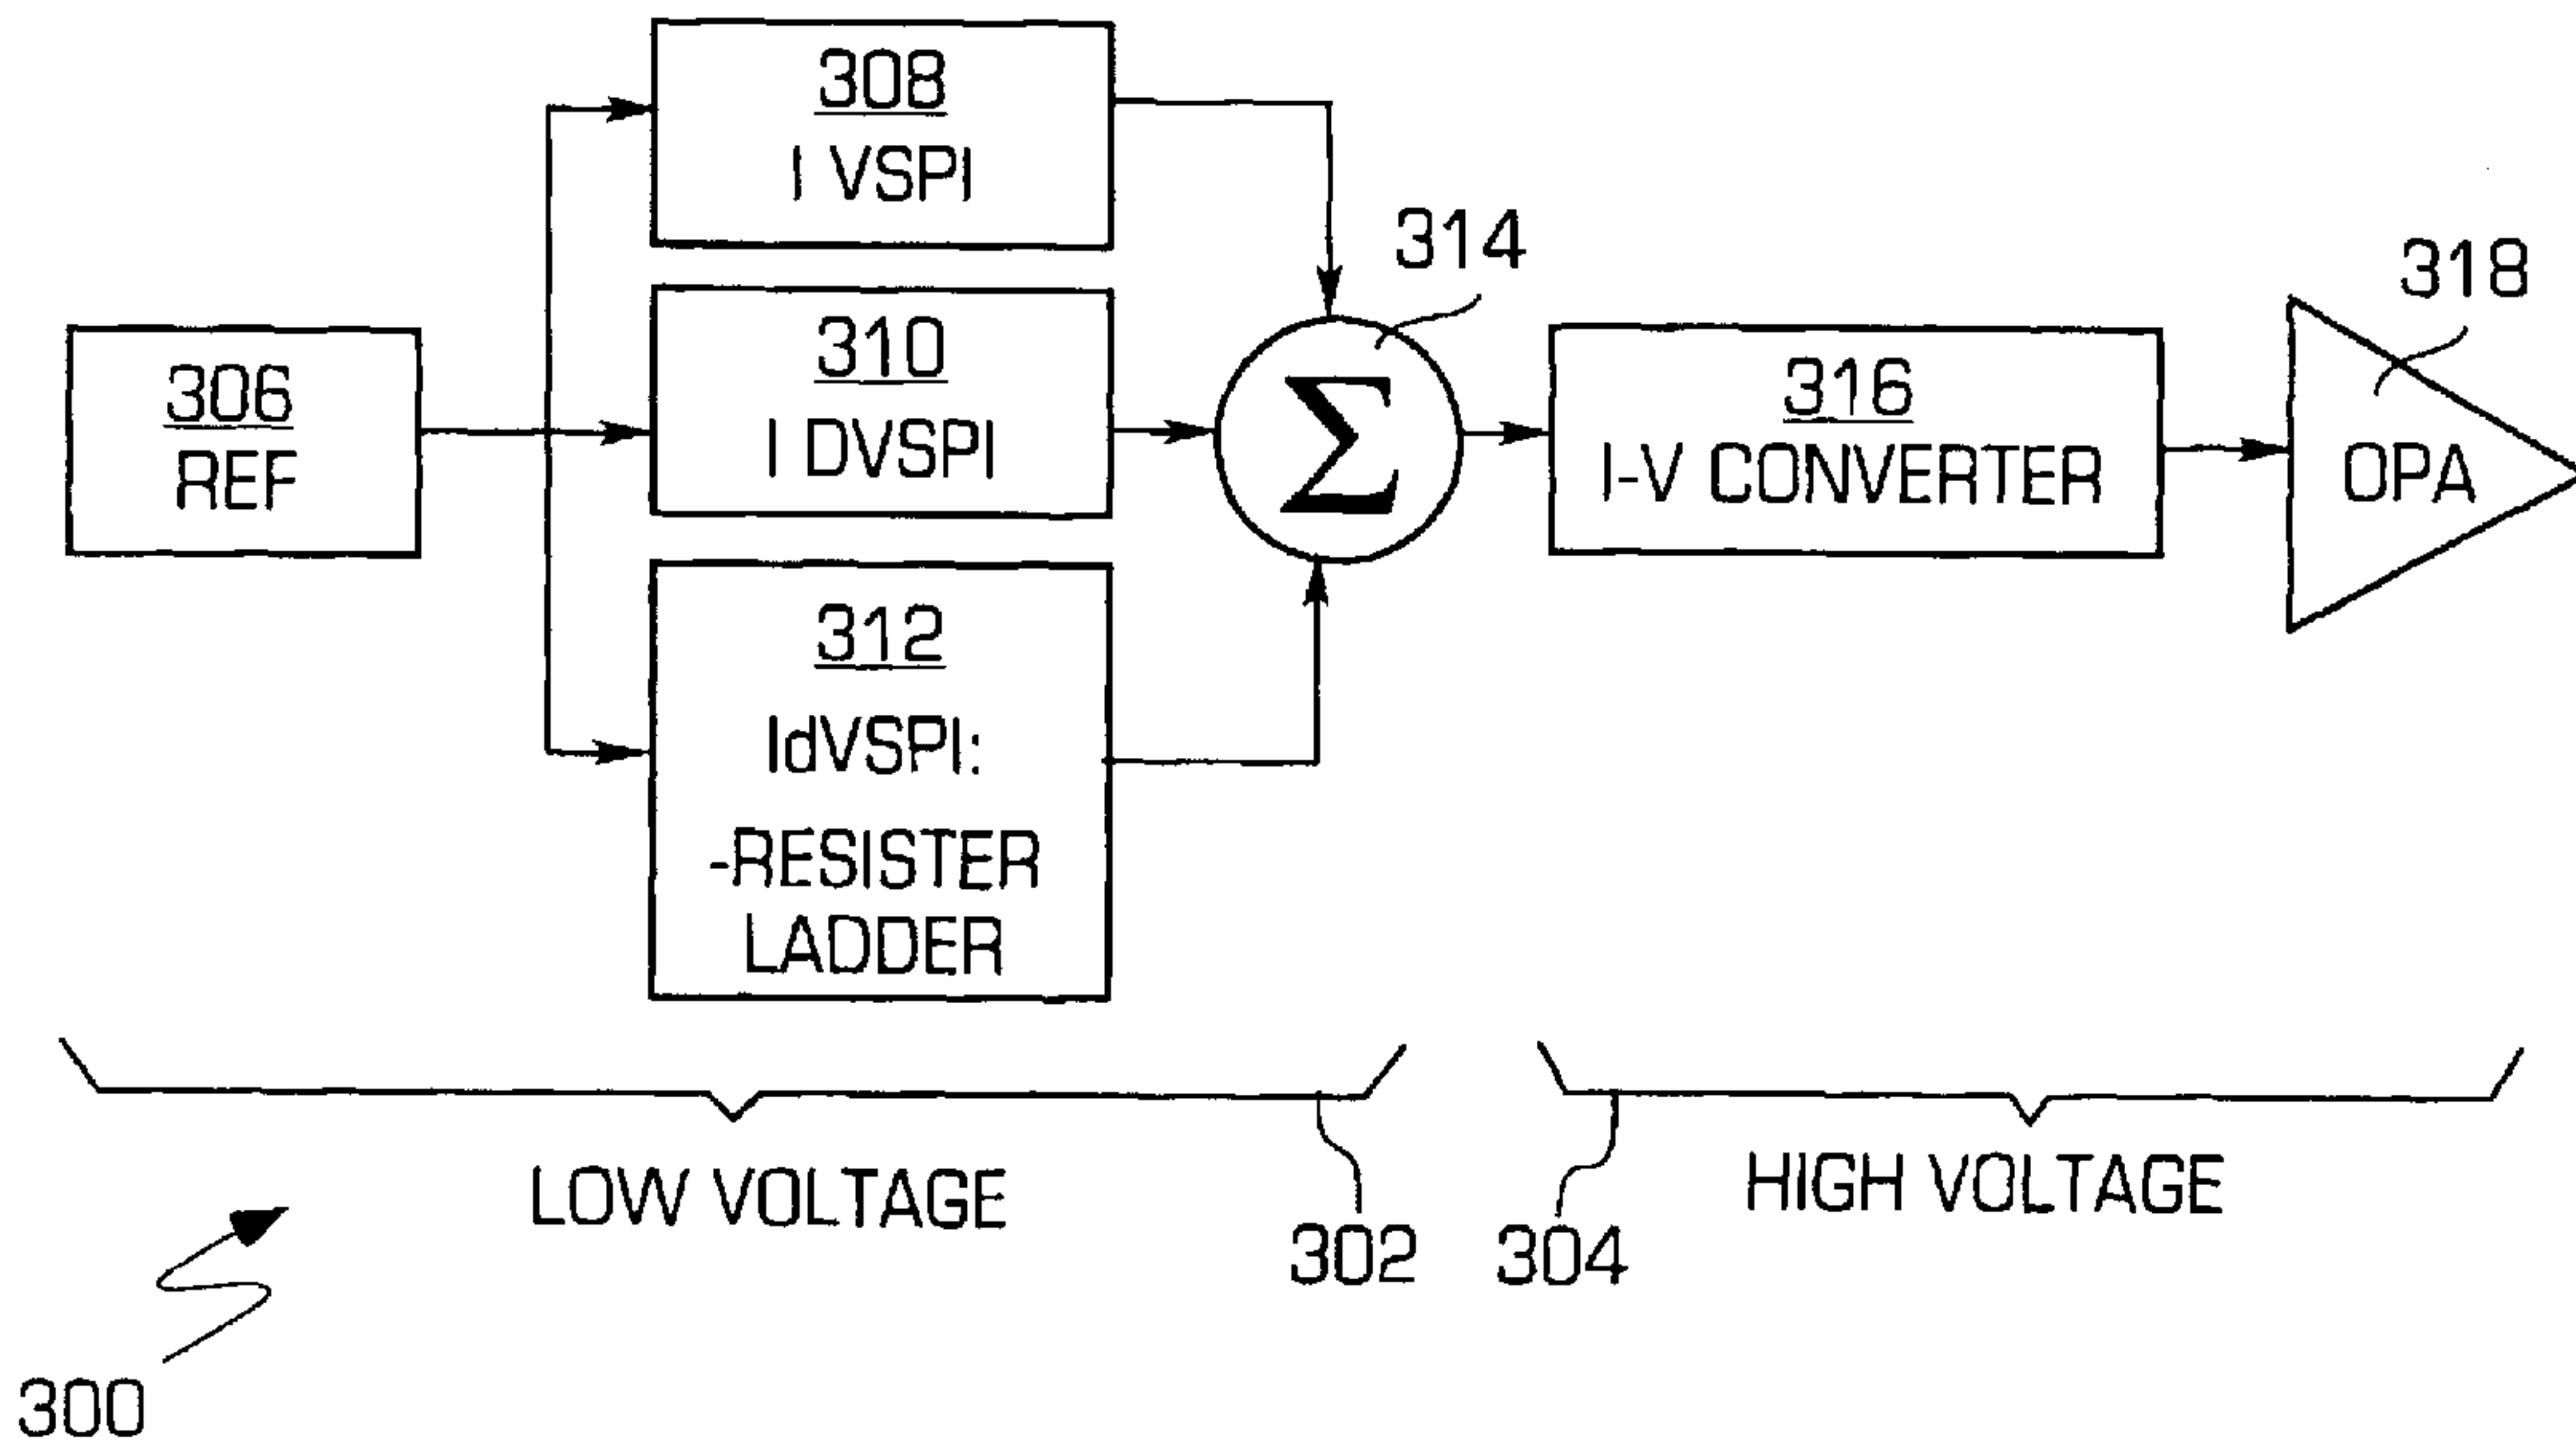 308
I VSPI
314
318
306
REF
310
I DVSPI
Σ
316
I-V CONVERTER
OPA
312
IdVSPI:
-RESISTER
LADDER
LOW VOLTAGE
HIGH VOLTAGE
302
304
300